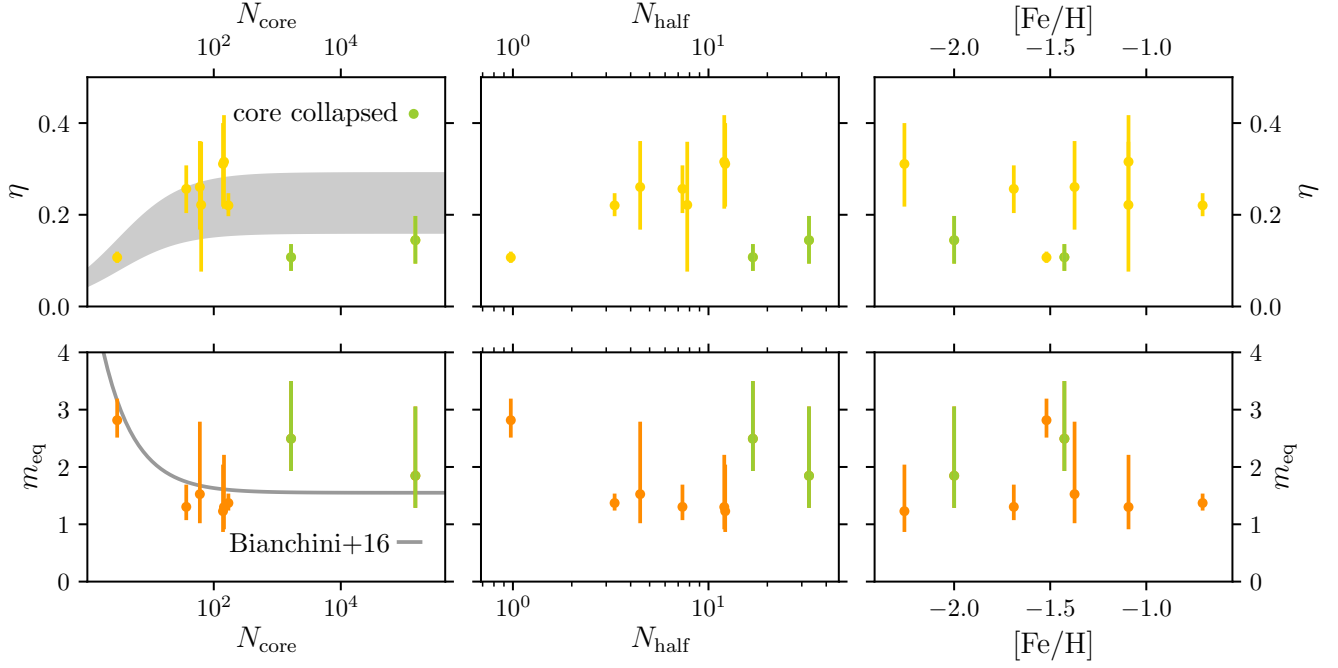 N_core N_half [Fe/H]
10^2 10^4 10^0 10^1 −2.0 −1.5 −1.0
η 0.4 core collapsed 0.4 η
0.2 0.2
0.0 0.0
m_eq 4 4 m_eq
3 3
2 2
1 Bianchini+16 1
0 0
10^2 10^4 10^0 10^1 −2.0 −1.5 −1.0
N_core N_half [Fe/H]